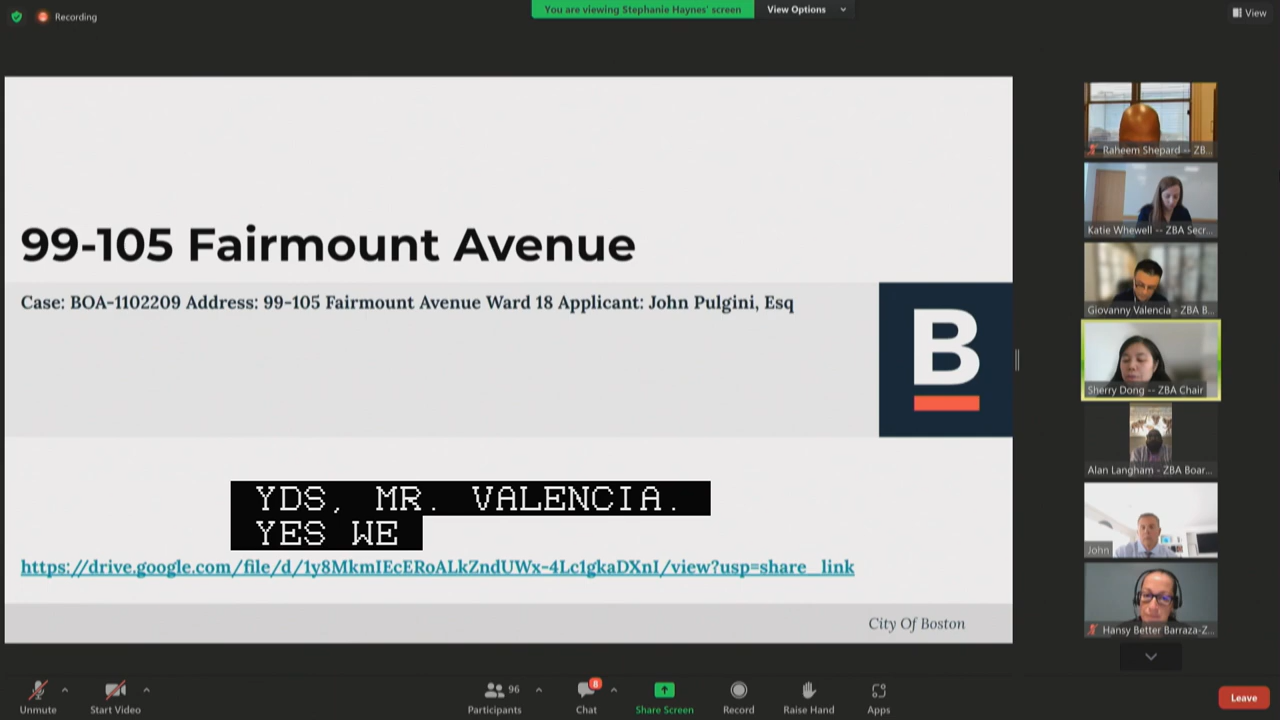 Recording
You are viewing Stephanie Haynes' screen
View Options
View
99-105 Fairmount Avenue
Case: BOA-1102209 Address: 99-105 Fairmount Avenue Ward 18 Applicant: John Pulgini, Esq
B
YDS, MR. VALENCIA.
YES WE
https://drive.google.com/file/d/1y8MkmIEcERoALkZndUWx-4Lc1gkaDXnI/view?usp=share_link
City Of Boston
Raheem Shepard -- ZB...
Katie Whewell -- ZBA Secr...
Giovanny Valencia - ZBA B...
Sherry Dong -- ZBA Chair
Alan Langham - ZBA Boar...
John
Hansy Better Barraza-Z...
Unmute
Start Video
Participants
96
Chat
8
Share Screen
Record
Raise Hand
Apps
Leave